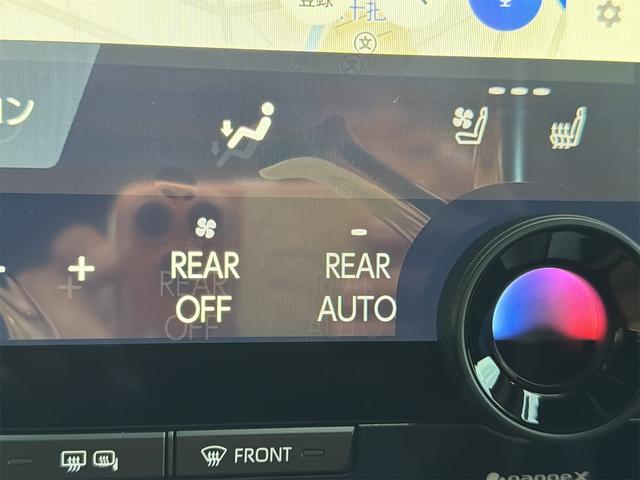 登録
文
ン
REAR
OFF
REAR
AUTO
FRONT
nanoeX